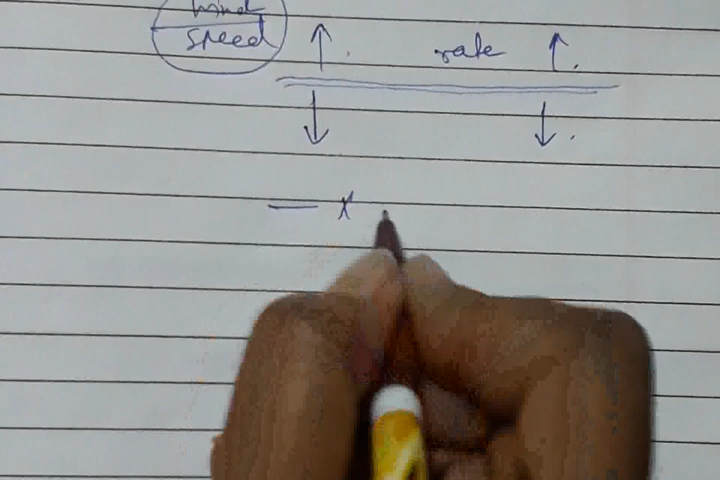 wind
speed ↑. rate ↑.
↓ ↓.
— x